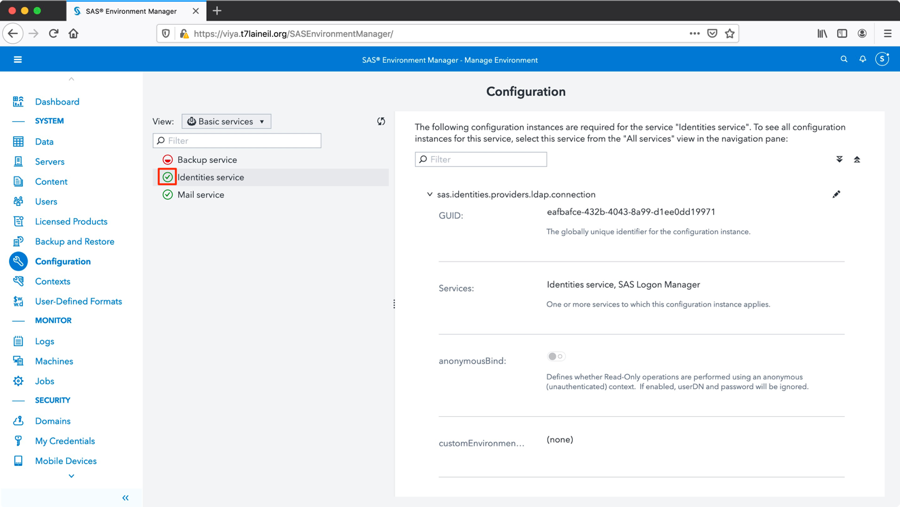 SAS® Environment Manager
https://viya.t7laineil.org/SASEnvironmentManager/
SAS® Environment Manager - Manage Environment
S
Dashboard
SYSTEM
Data
Servers
Content
Users
Licensed Products
Backup and Restore
Configuration
Contexts
User-Defined Formats
MONITOR
Logs
Machines
Jobs
SECURITY
Domains
My Credentials
Mobile Devices
Configuration
View: Basic services
Filter
Backup service
Identities service
Mail service
The following configuration instances are required for the service "Identities service". To see all configuration
instances for this service, select this service from the "All services" view in the navigation pane:
Filter
sas.identities.providers.ldap.connection
GUID: eafbafce-432b-4043-8a99-d1ee0dd19971
The globally unique identifier for the configuration instance.
Services: Identities service, SAS Logon Manager
One or more services to which this configuration instance applies.
anonymousBind:
Defines whether Read-Only operations are performed using an anonymous
(unauthenticated) context. If enabled, userDN and password will be ignored.
customEnvironmen... (none)